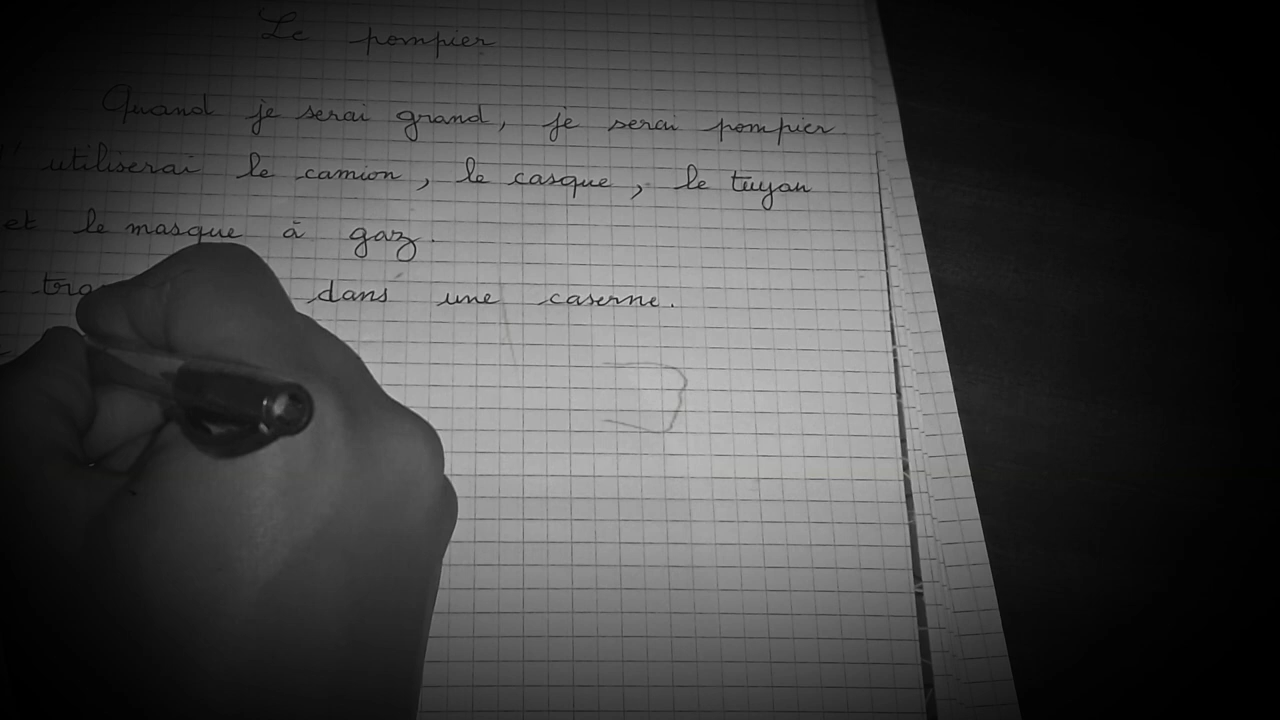 Le pompier
Quand je serai grand, je serai pompier
J'utiliserai le camion, le casque, le tuyau
et le masque à gaz.
dans une caserne.